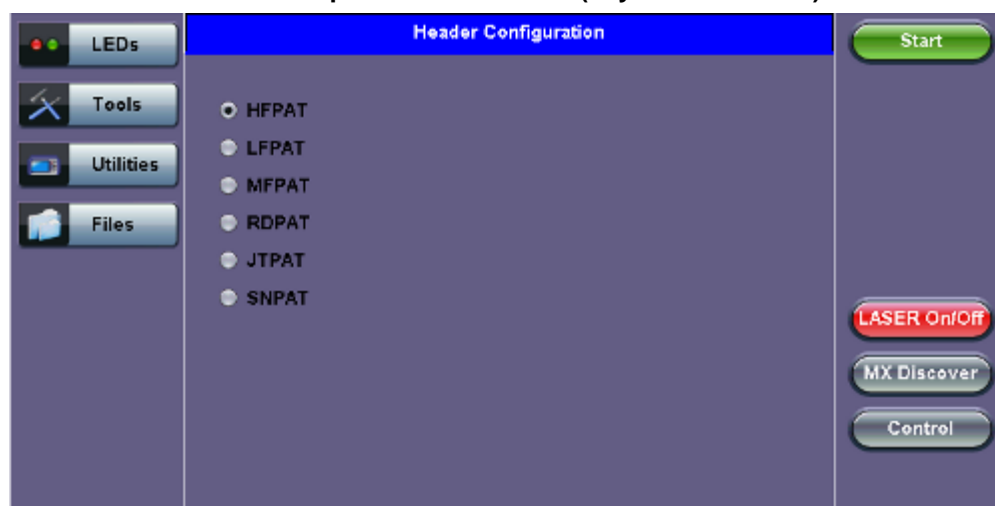 LEDs
Tools
Utilities
Files
Header Configuration
HFPAT
LFPAT
MFPAT
RDPAT
JTPAT
SNPAT
Start
LASER On/Off
MX Discover
Control